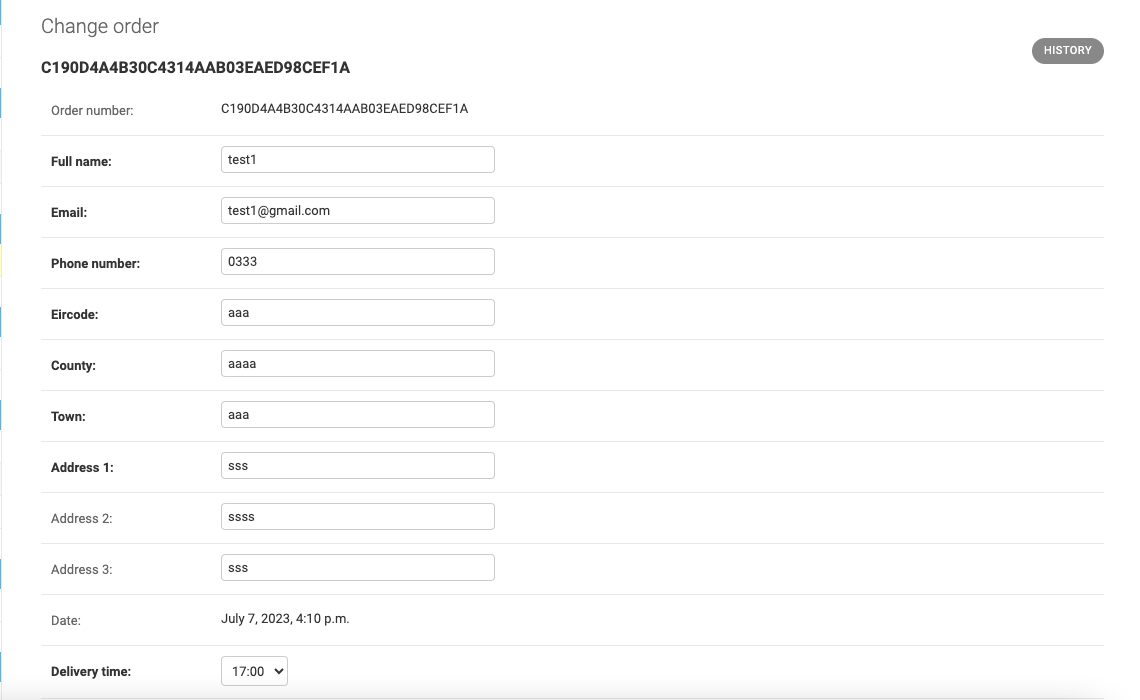 Change order
HISTORY
C190D4A4B30C4314AAB03EAED98CEF1A
Order number: C190D4A4B30C4314AAB03EAED98CEF1A
Full name: test1
Email: test1@gmail.com
Phone number: 0333
Eircode: aaa
County: aaaa
Town: aaa
Address 1: sss
Address 2: ssss
Address 3: sss
Date: July 7, 2023, 4:10 p.m.
Delivery time: 17:00